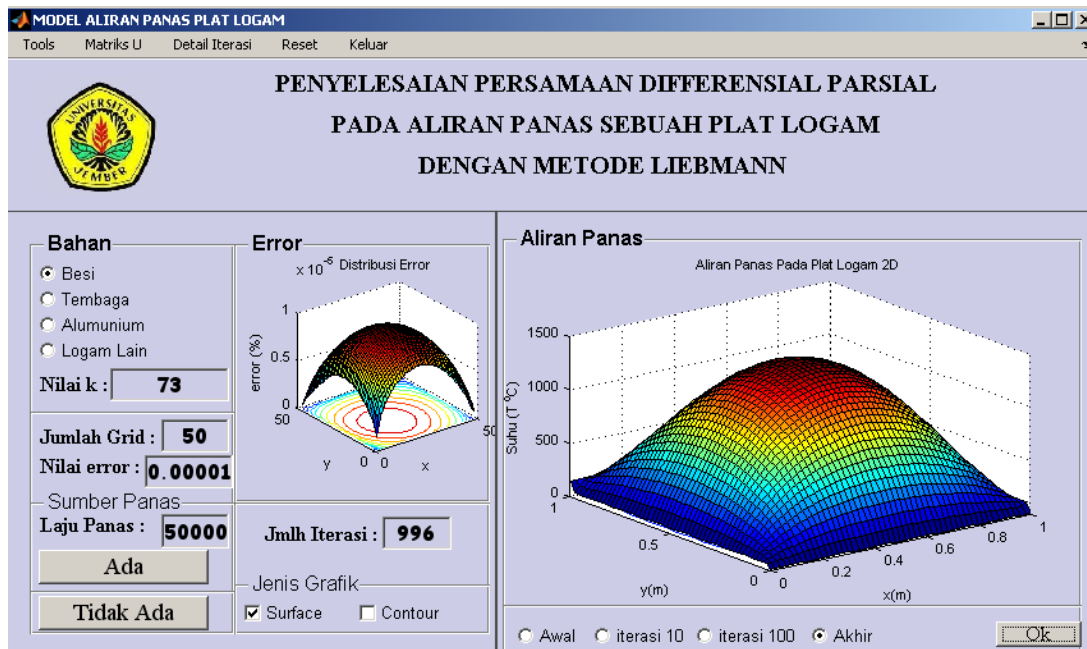 MODEL ALIRAN PANAS PLAT LOGAM
Tools Matriks U Detail Iterasi Reset Keluar
UNIVERSITAS
JEMBER
PENYELESAIAN PERSAMAAN DIFFERENSIAL PARSIAL
PADA ALIRAN PANAS SEBUAH PLAT LOGAM
DENGAN METODE LIEBMANN
Bahan
Besi
Tembaga
Alumunium
Logam Lain
Nilai k : 73
Jumlah Grid : 50
Nilai error : 0.00001
Sumber Panas
Laju Panas : 50000
Ada
Tidak Ada
Error
x 10-5 Distribusi Error
1
0.5
0
error (%)
50
y
0 0
x
50
Jmlh Iterasi : 996
Jenis Grafik
Surface Contour
Aliran Panas
Aliran Panas Pada Plat Logam 2D
1500
1000
500
0
Suhu (T °C)
1
0.5
0
y(m)
0
0.2
0.4
0.6
0.8
1
x(m)
Awal iterasi 10 iterasi 100 Akhir
Ok